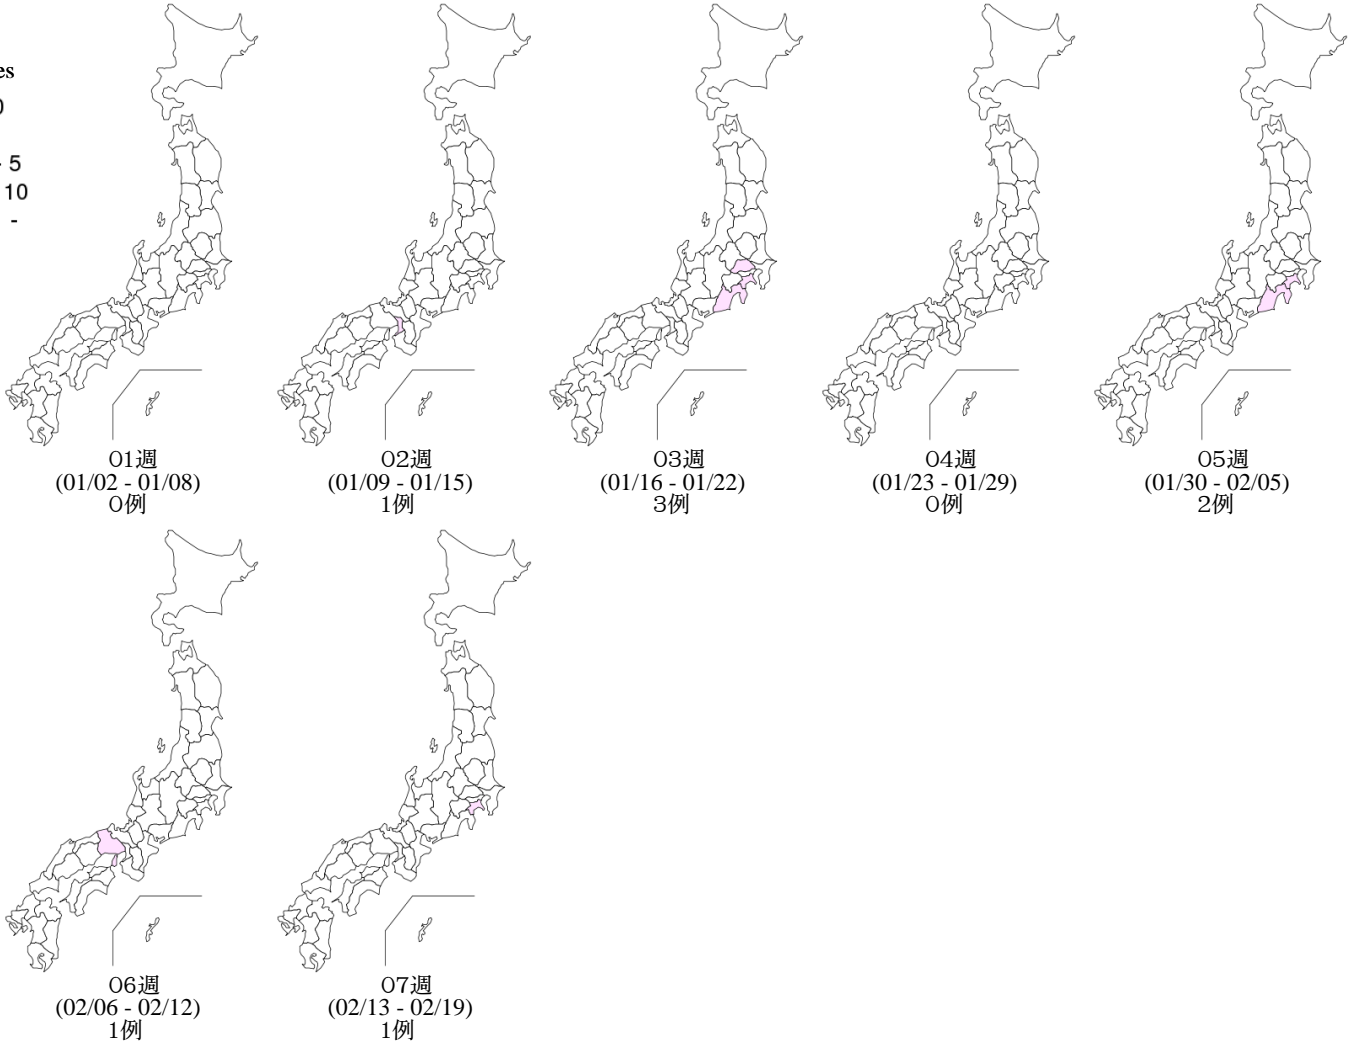 es
0
- 5
10
-
01週
(01/02 - 01/08)
0例
02週
(01/09 - 01/15)
1例
03週
(01/16 - 01/22)
3例
04週
(01/23 - 01/29)
0例
05週
(01/30 - 02/05)
2例
06週
(02/06 - 02/12)
1例
07週
(02/13 - 02/19)
1例